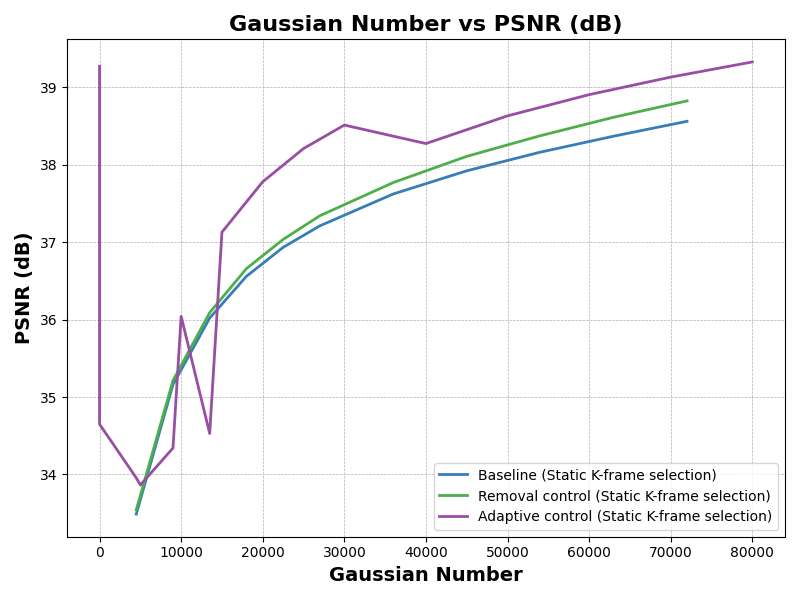 Gaussian Number vs PSNR (dB)
PSNR (dB)
39
38
37
36
35
34
Baseline (Static K-frame selection)
Removal control (Static K-frame selection)
Adaptive control (Static K-frame selection)
0 10000 20000 30000 40000 50000 60000 70000 80000
Gaussian Number